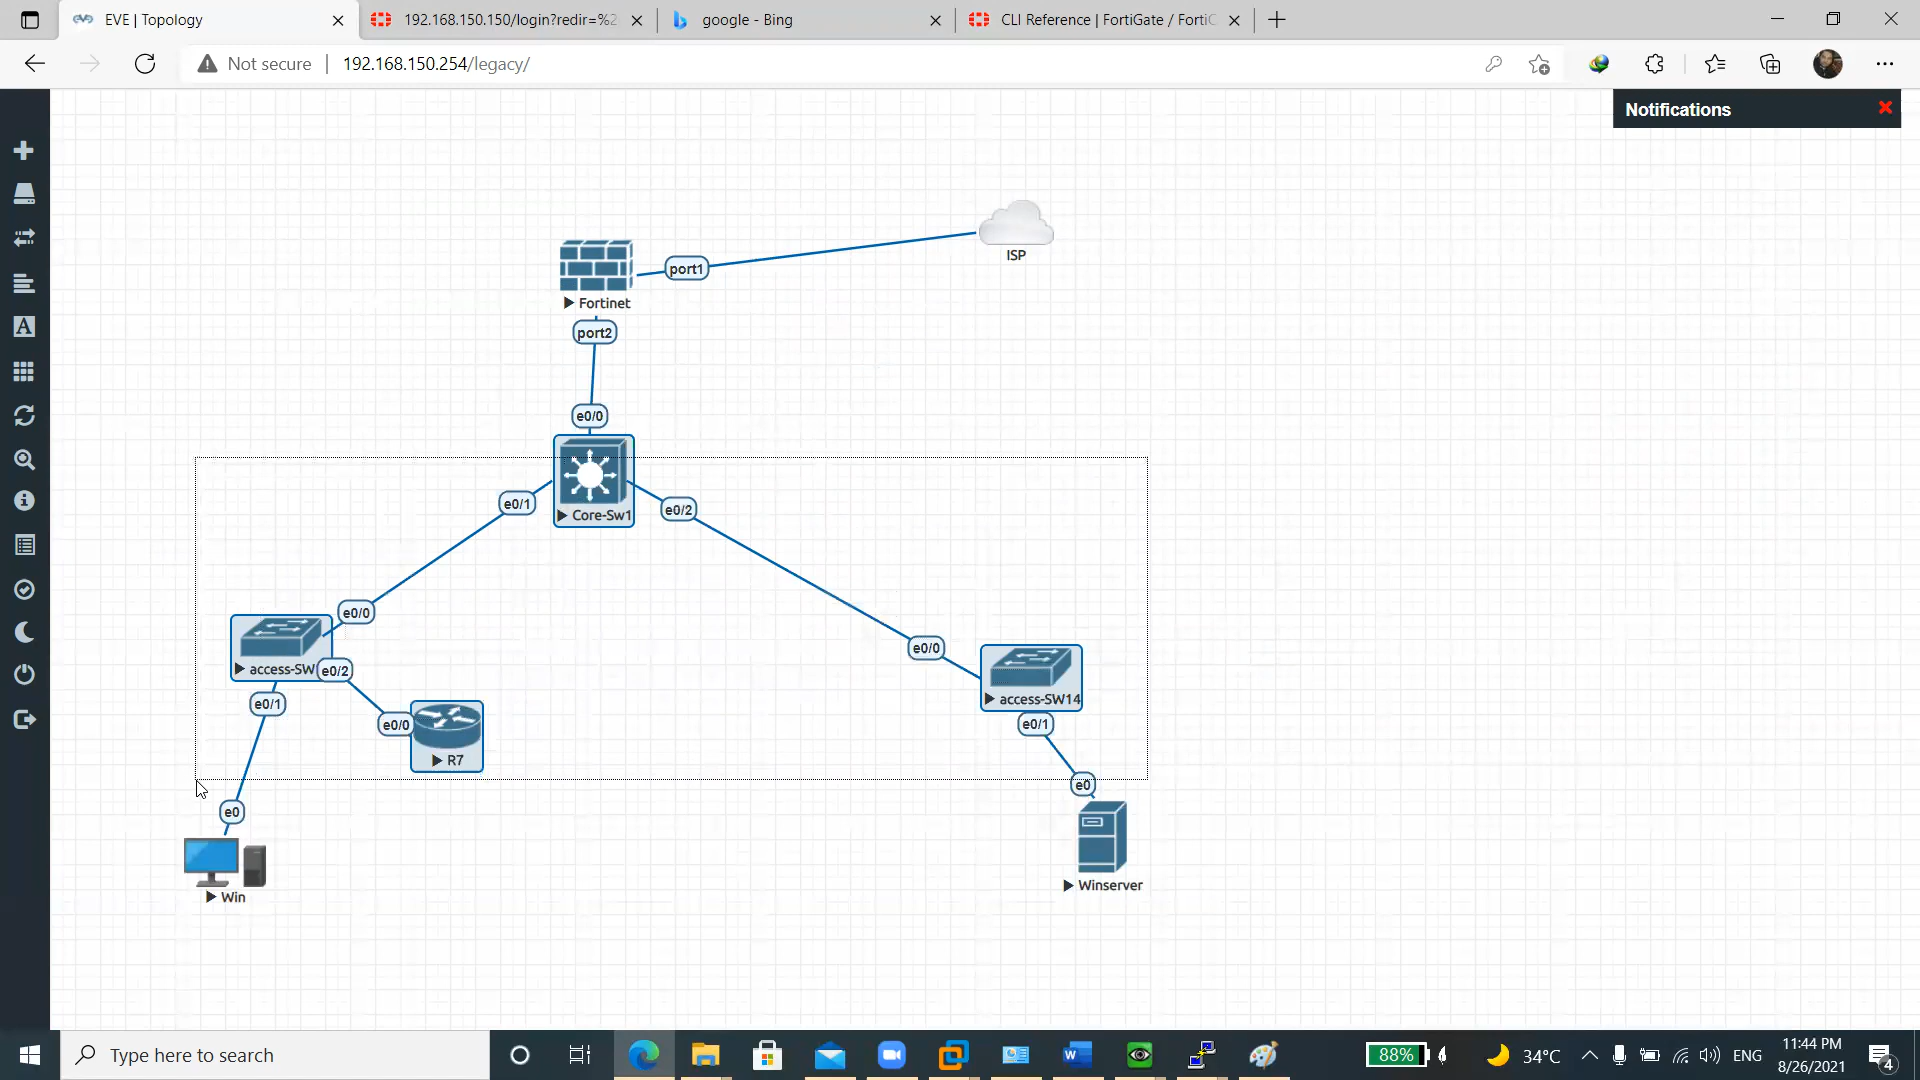 EVE | Topology
192.168.150.150/login?redir=%2
google - Bing
CLI Reference | FortiGate / FortiC
Not secure
192.168.150.254/legacy/
Notifications
ISP
port1
Fortinet
port2
e0/0
Core-Sw1
e0/1
e0/2
e0/0
e0/0
access-SW
e0/2
access-SW14
e0/1
e0/0
e0/1
R7
e0
e0
Win
Winserver
Type here to search
88%
34°C
ENG
11:44 PM
8/26/2021
4